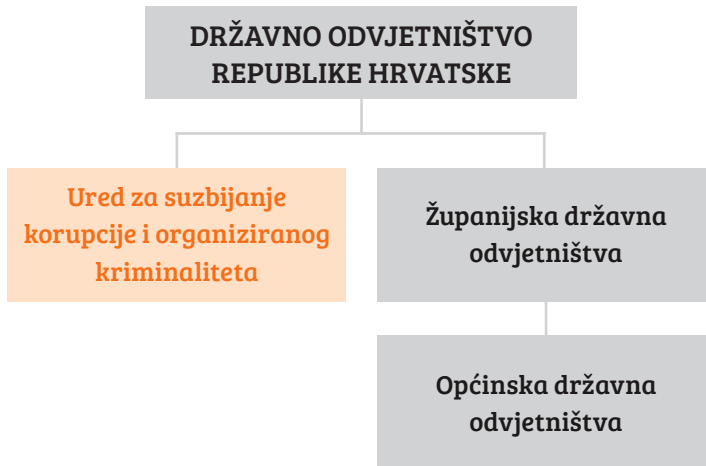 DRŽAVNO ODVJETNIŠTVO
REPUBLIKE HRVATSKE
Ured za suzbijanje
korupcije i organiziranog
kriminaliteta
Županijska državna
odvjetništva
Općinska državna
odvjetništva